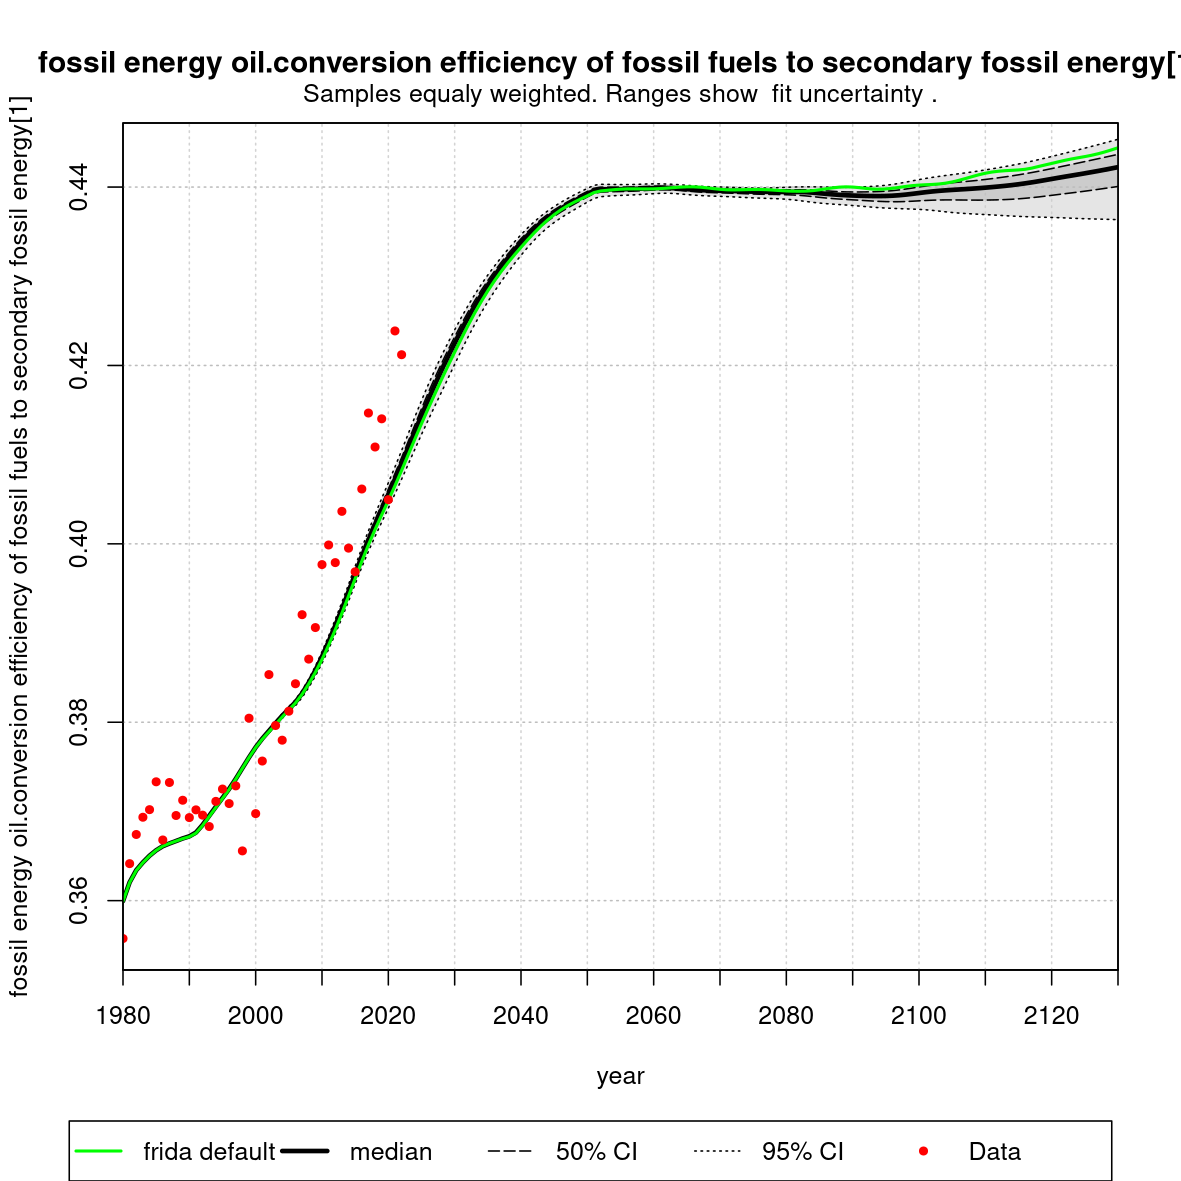 fossil energy oil.conversion efficiency of fossil fuels to secondary fossil energy[
Samples equaly weighted. Ranges show  fit uncertainty .
fossil energy oil.conversion efficiency of fossil fuels to secondary fossil energy[1]
0.44
0.42
0.40
0.38
0.36
1980 2000 2020 2040 2060 2080 2100 2120
year
frida default median 50% CI 95% CI Data